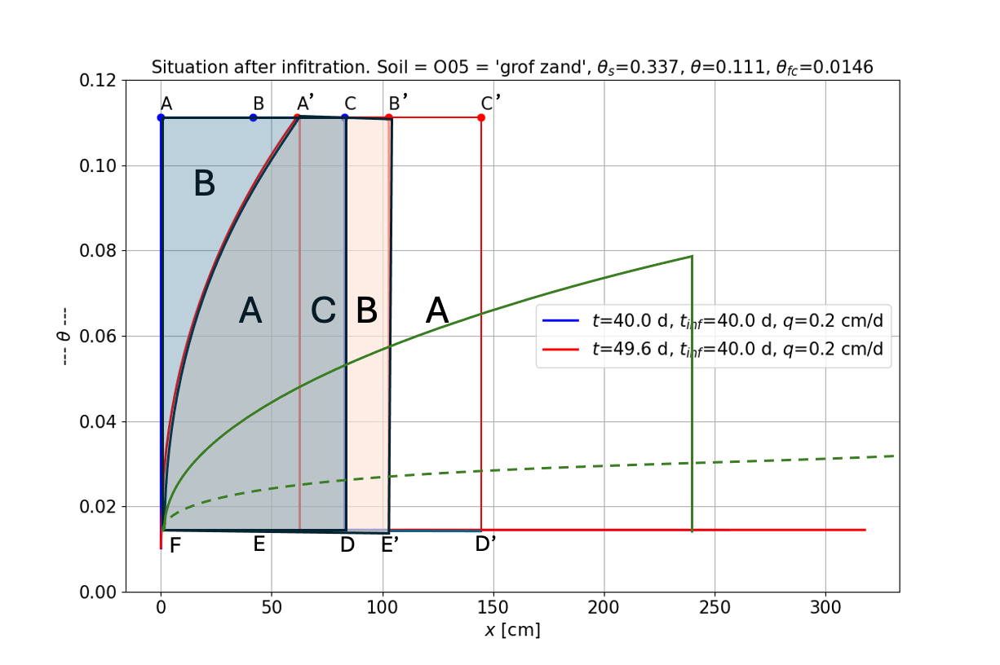 Situation after infitration. Soil = O05 = 'grof zand', θs=0.337, θ=0.111, θfc=0.0146
0.12
A B A’ C B’ C’
0.10
B
0.08
A C B A
--- θ ---
0.06
t=40.0 d, tinf=40.0 d, q=0.2 cm/d
t=49.6 d, tinf=40.0 d, q=0.2 cm/d
0.04
0.02
F E D E’ D’
0.00
0 50 100 150 200 250 300
x [cm]